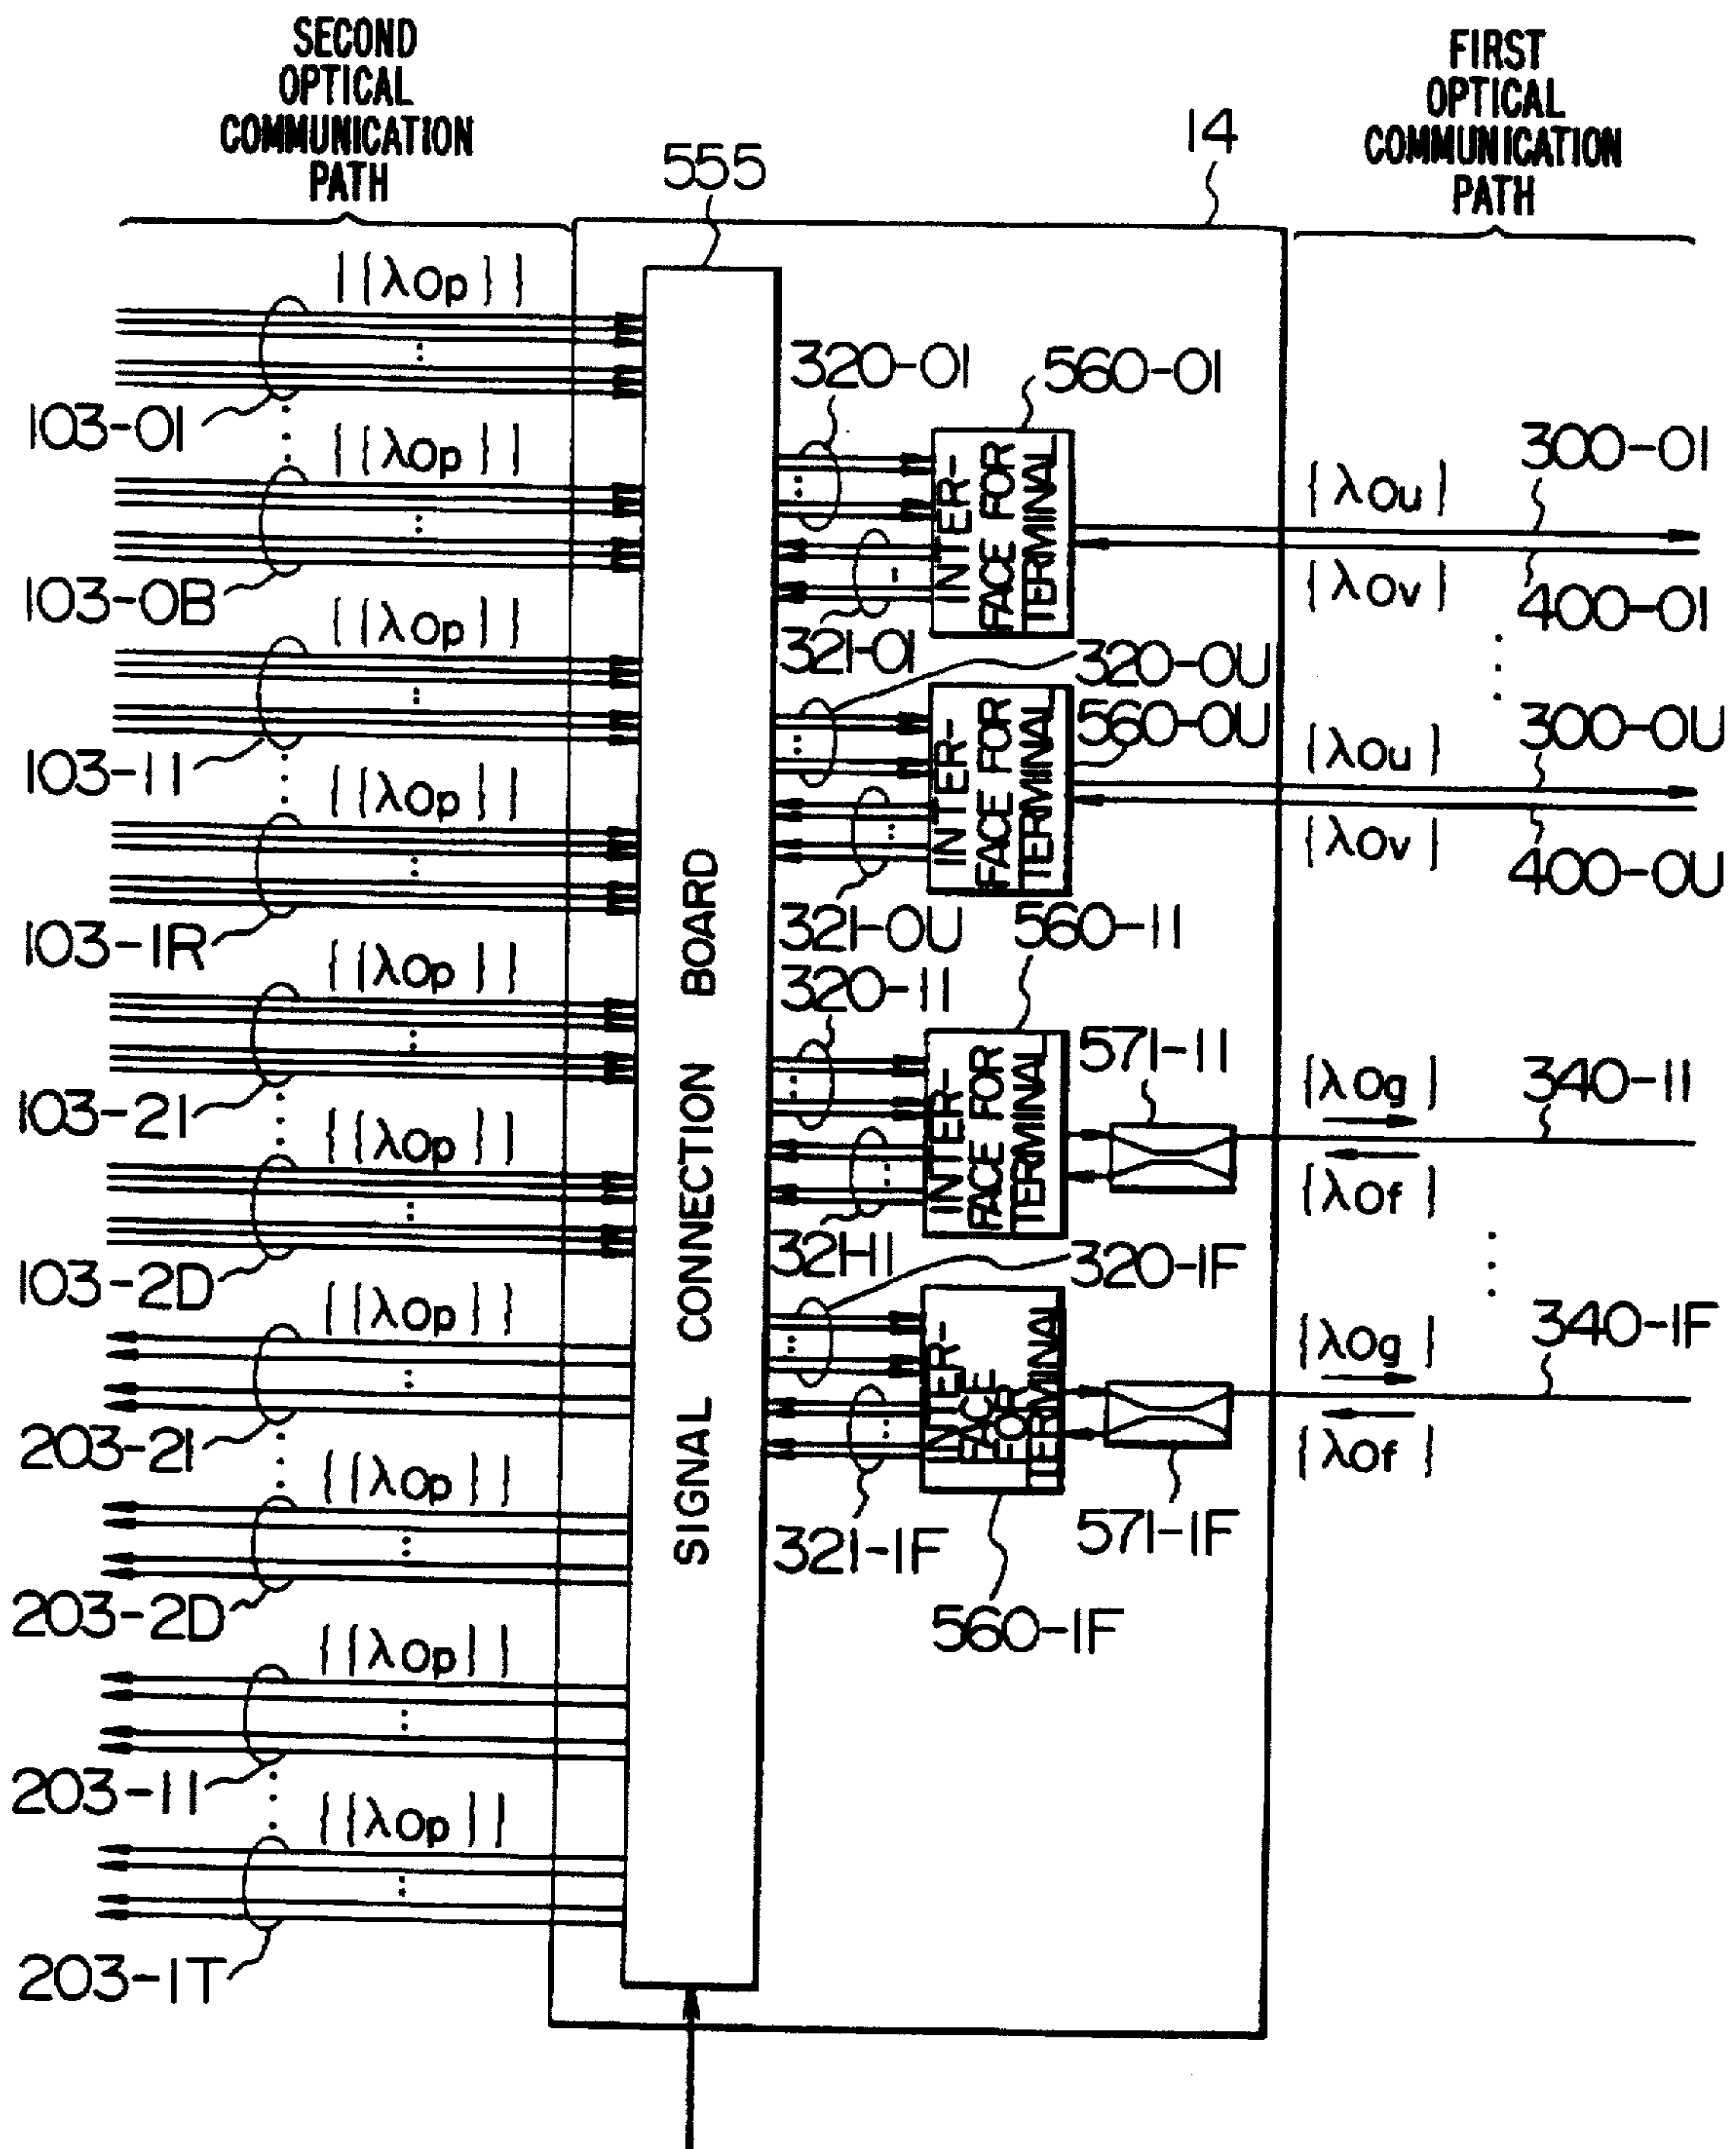 SECOND
OPTICAL
COMMUNICATION
PATH
FIRST
OPTICAL
COMMUNICATION
PATH
14
555
||λOp}}
103-01
{{λOp}}
103-0B
{{λOp}}
103-11
{{λOp}}
103-1R
{{λOp}}
103-21
{{λOp}}
103-2D
{{λOp}}
203-21
{{λOp}}
203-2D
{{λOp}}
203-11
{{λOp}}
203-1T
SIGNAL CONNECTION BOARD
320-01
560-01
INTER-
FACE FOR
TERMINAL
321-01
{λOu}
300-01
{λOv}
400-01
320-0U
560-0U
INTER-
FACE FOR
TERMINAL
321-0U
{λOu}
300-0U
{λOv}
400-0U
560-11
320-11
INTER-
FACE FOR
TERMINAL
321-11
571-11
{λOg}
340-11
{λOf}
320-1F
INTER-
FACE
FOR
TERMINAL
321-1F
560-1F
571-1F
{λOg}
340-1F
{λOf}